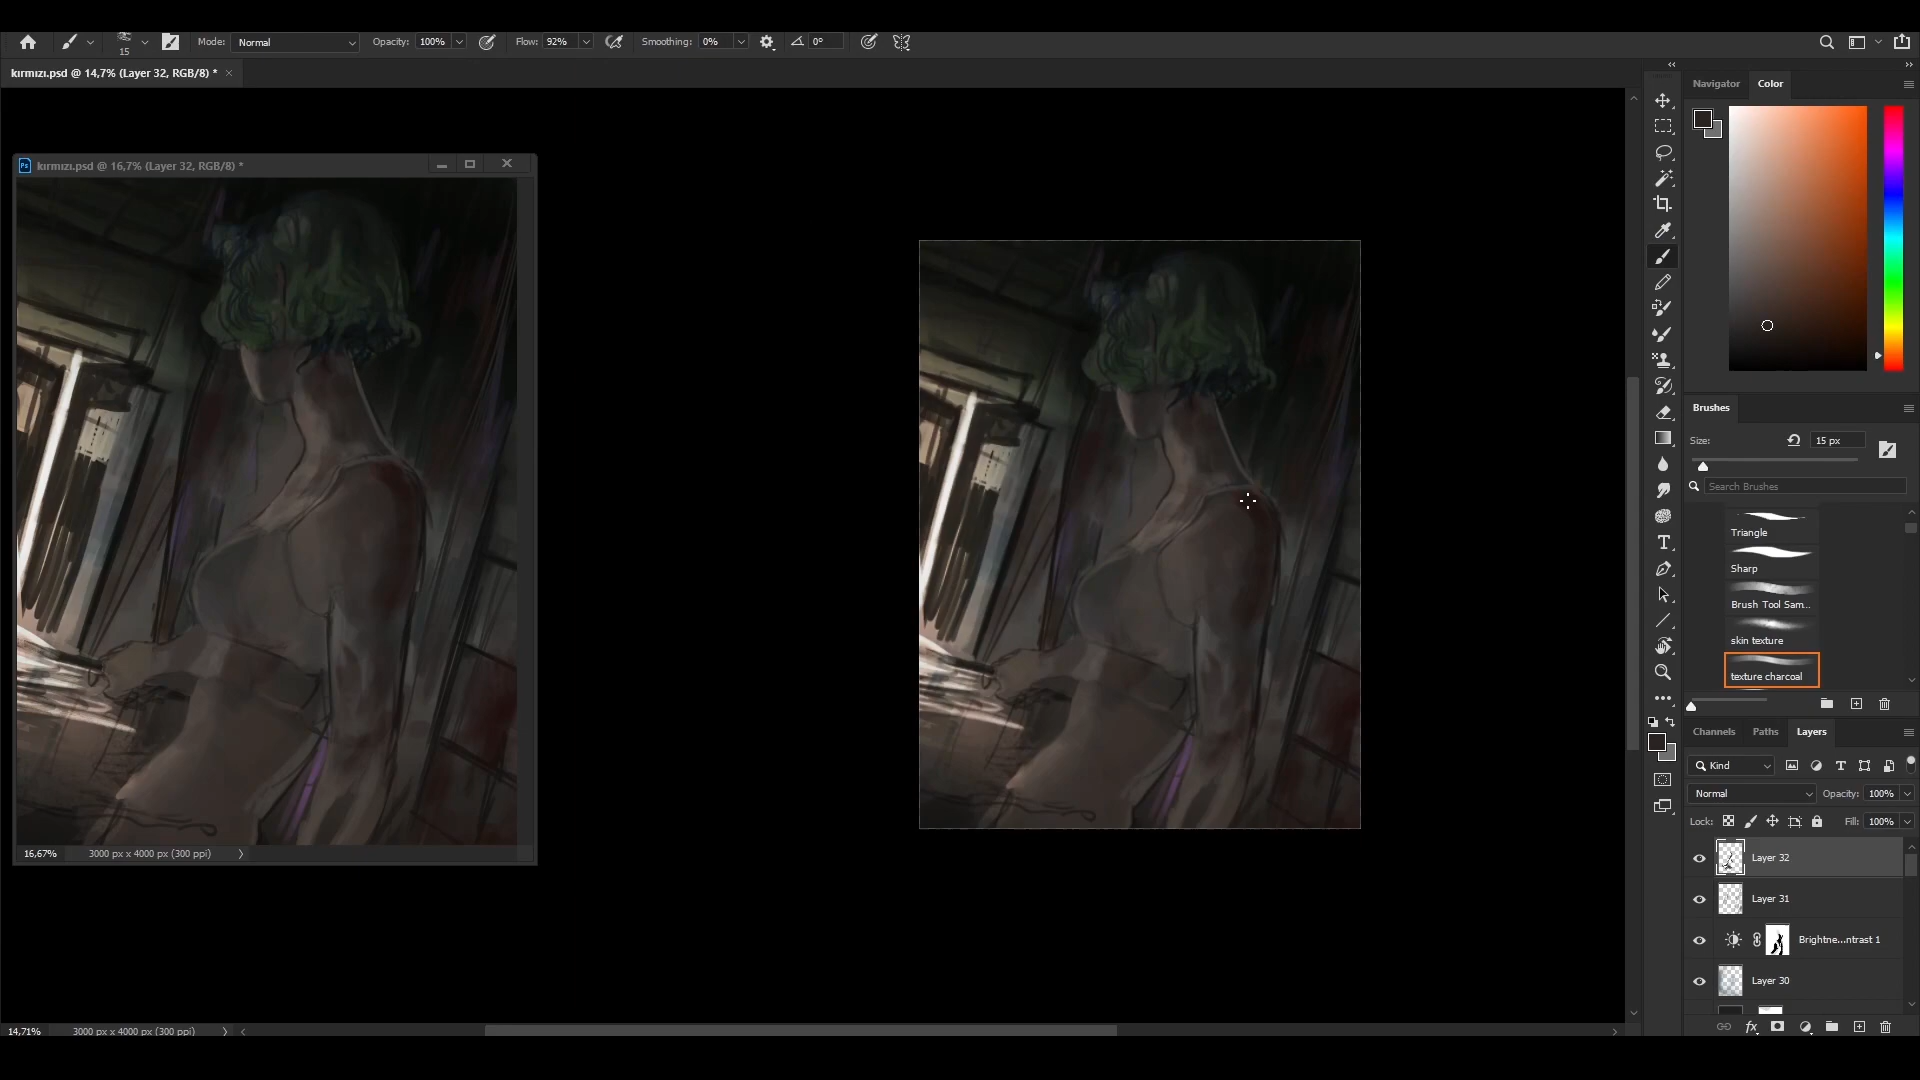 15
Mode: Normal
Opacity: 100%
Flow: 92%
Smoothing: 0%
0°
kırmızı.psd @ 14,7% (Layer 32, RGB/8) *
kırmızı.psd @ 16,7% (Layer 32, RGB/8) *
16,67%
3000 px x 4000 px (300 ppi)
14,71%
3000 px x 4000 px (300 ppi)
Navigator
Color
Brushes
Size:
15 px
Search Brushes
Triangle
Sharp
Brush Tool Sam...
skin texture
texture charcoal
Channels
Paths
Layers
Kind
Normal
Opacity: 100%
Lock:
Fill: 100%
Layer 32
Layer 31
Brightne...ntrast 1
Layer 30